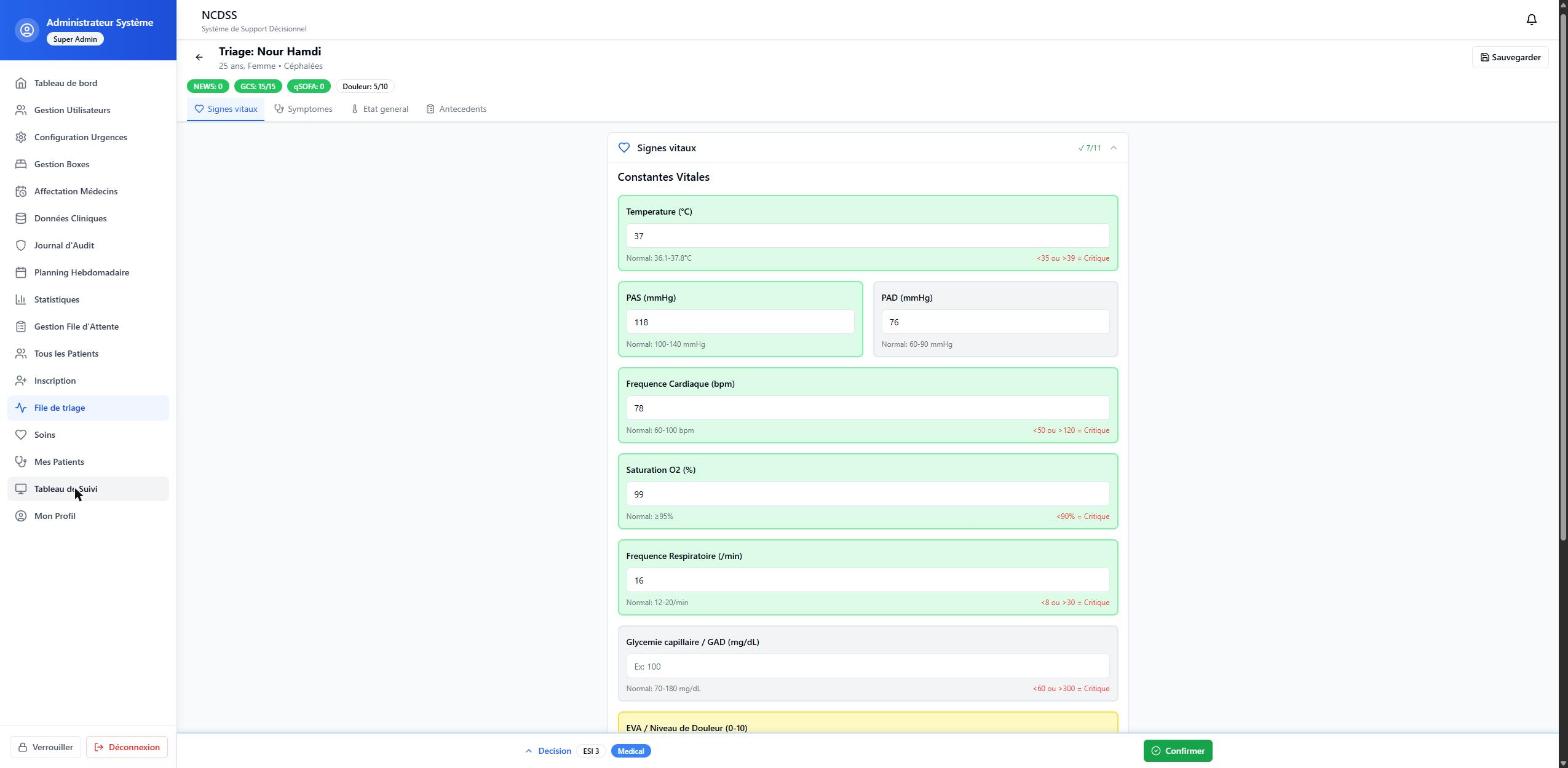 Administrateur Système
Super Admin
Tableau de bord
Gestion Utilisateurs
Configuration Urgences
Gestion Boxes
Affectation Médecins
Données Cliniques
Journal d'Audit
Planning Hebdomadaire
Statistiques
Gestion File d'Attente
Tous les Patients
Inscription
File de triage
Soins
Mes Patients
Tableau de Suivi
Mon Profil
Verrouiller
Déconnexion
NCDSS
Système de Support Décisionnel
Triage: Nour Hamdi
25 ans, Femme • Céphalées
Sauvegarder
NEWS: 0 GCS: 15/15 qSOFA: 0 Douleur: 5/10
Signes vitaux Symptomes Etat general Antecedents
Signes vitaux ✓ 7/11
Constantes Vitales
Temperature (°C)
37
Normal: 36.1-37.8°C <35 ou >39 = Critique
PAS (mmHg) PAD (mmHg)
118 76
Normal: 100-140 mmHg Normal: 60-90 mmHg
Frequence Cardiaque (bpm)
78
Normal: 60-100 bpm <50 ou >120 = Critique
Saturation O2 (%)
99
Normal: ≥95% <90% = Critique
Frequence Respiratoire (/min)
16
Normal: 12-20/min <8 ou >30 = Critique
Glycemie capillaire / GAD (mg/dL)
Ex: 100
Normal: 70-180 mg/dL <60 ou >300 = Critique
EVA / Niveau de Douleur (0-10)
Decision ESI 3 Medical
Confirmer